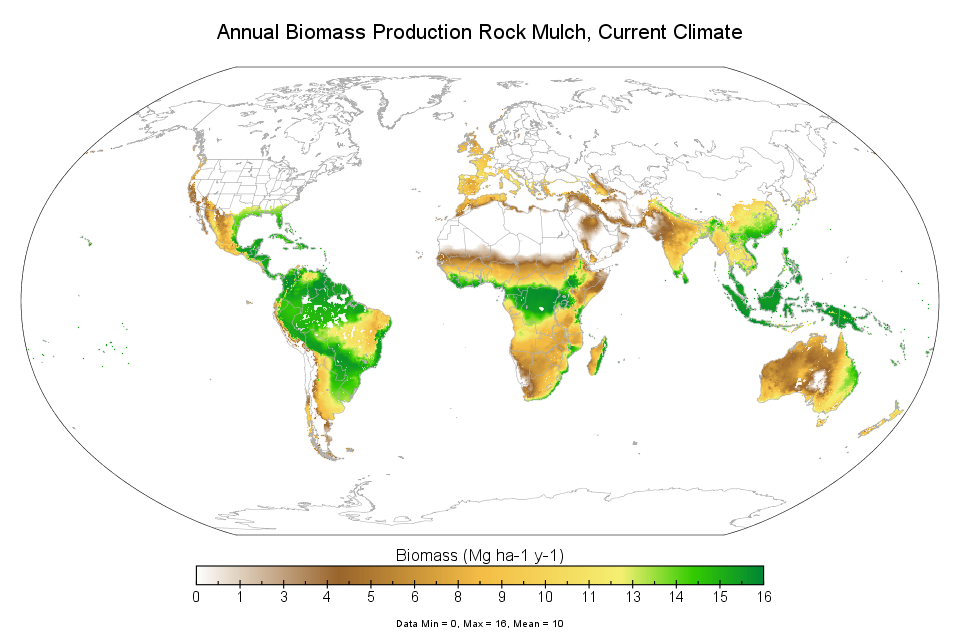 Annual Biomass Production Rock Mulch, Current Climate
Biomass (Mg ha-1 y-1)
0 1 3 4 5 6 8 9 10 11 13 14 15 16
Data Min = 0, Max = 16, Mean = 10